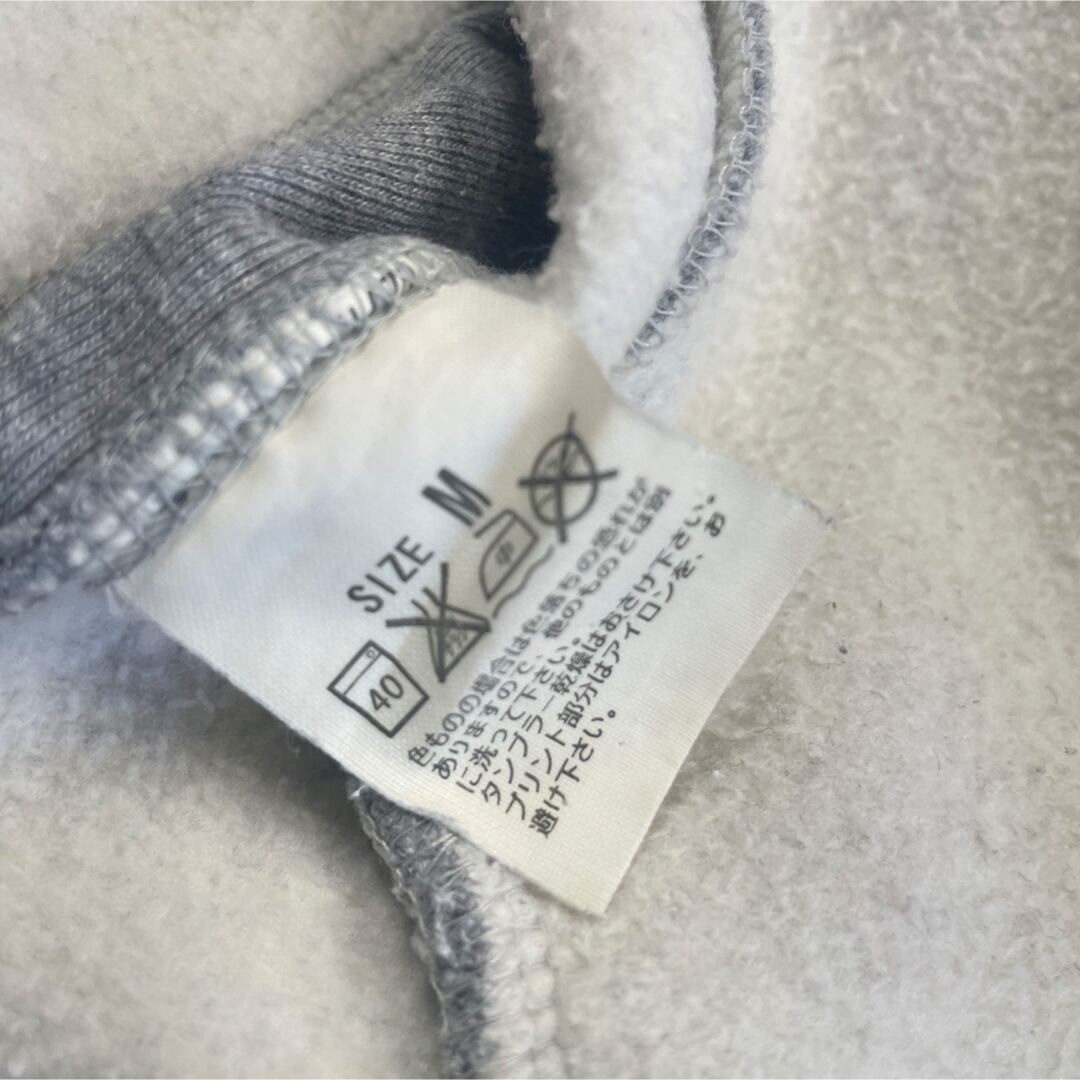 SIZE M
40
中
色ものの場合は色落ちの恐れが
ありますので、他のものとは別
に洗って下さい。
タンブラー乾燥はおさけ下さい。
プリント部分はアイロンを、お
避け下さい。